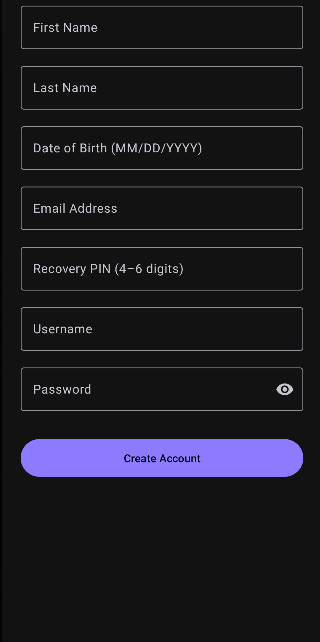 First Name
Last Name
Date of Birth (MM/DD/YYYY)
Email Address
Recovery PIN (4–6 digits)
Username
Password
Create Account